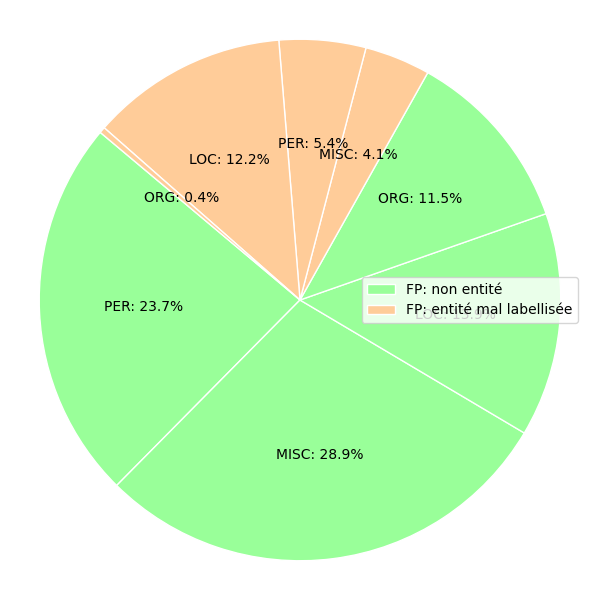 PER: 5.4%
MISC: 4.1%
LOC: 12.2%
ORG: 0.4%
ORG: 11.5%
FP: non entité
FP: entité mal labellisée
LOC:
PER: 23.7%
MISC: 28.9%